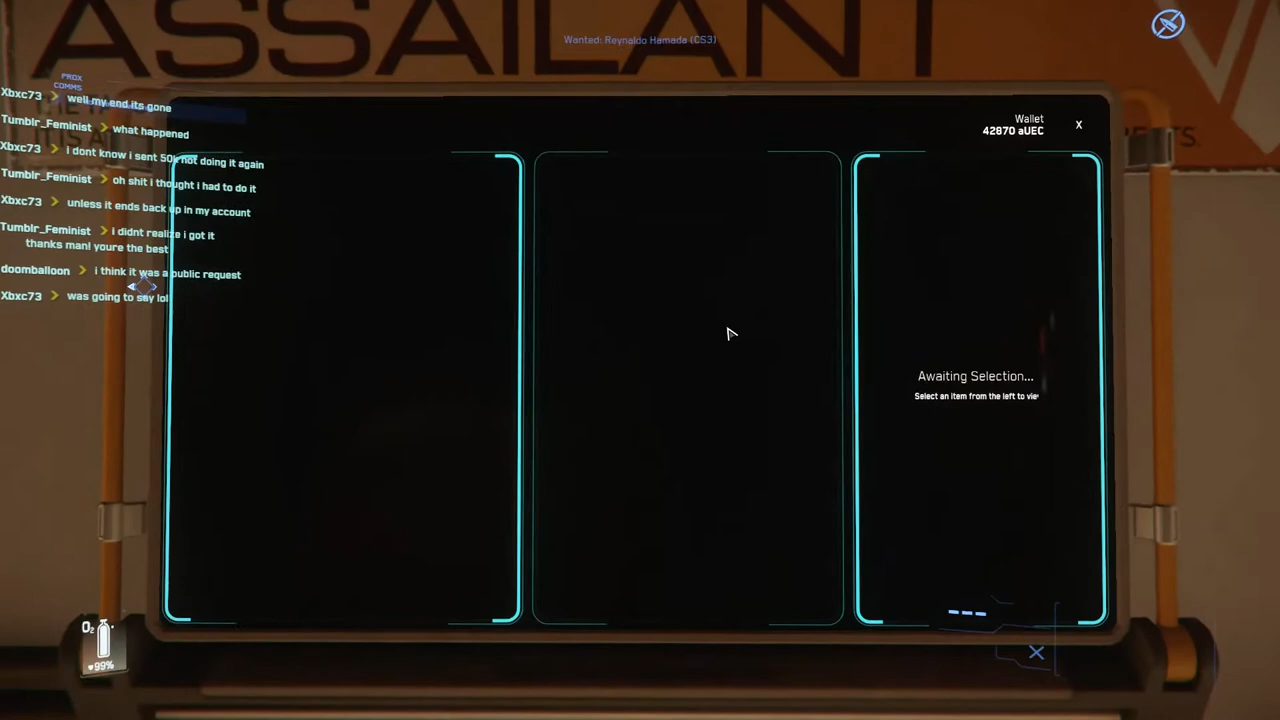 ASSAILANT
Wanted: Reynaldo Hamada (CS3)
PROX
COMMS
Xbxc73 > well my end its gone
Tumblr_Feminist > what happened
Xbxc73 > i dont know i sent 50k not doing it again
Tumblr_Feminist > oh shit i thought i had to do it
Xbxc73 > unless it ends back up in my account
Tumblr_Feminist > i didnt realize i got it
thanks man! youre the best
doomballoon > i think it was a public request
Xbxc73 > was going to say lol
Wallet
42870 aUEC
X
Awaiting Selection...
Select an item from the left to vie
O₂
99%